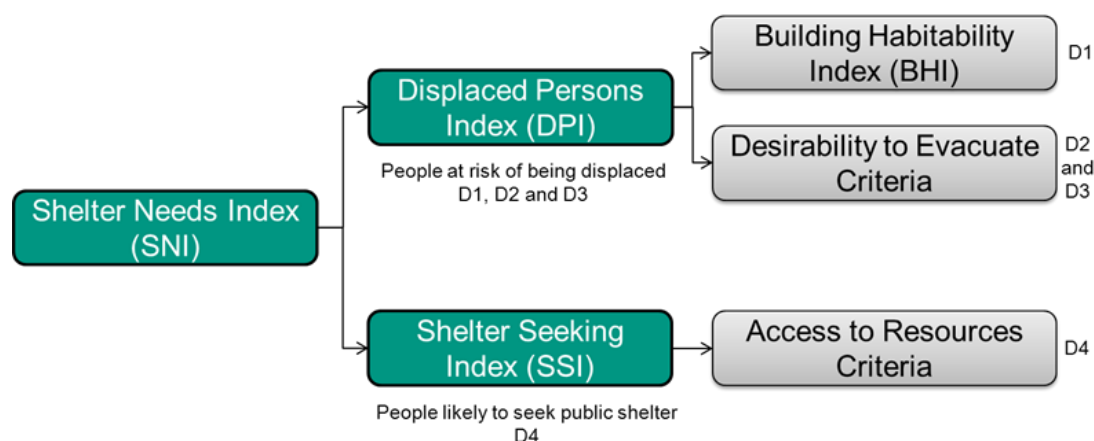 Building Habitability
Index (BHI)
D1
Displaced Persons
Index (DPI)
People at risk of being displaced
D1, D2 and D3
Desirability to Evacuate
Criteria
D2
and
D3
Shelter Needs Index
(SNI)
Shelter Seeking
Index (SSI)
People likely to seek public shelter
D4
Access to Resources
Criteria
D4